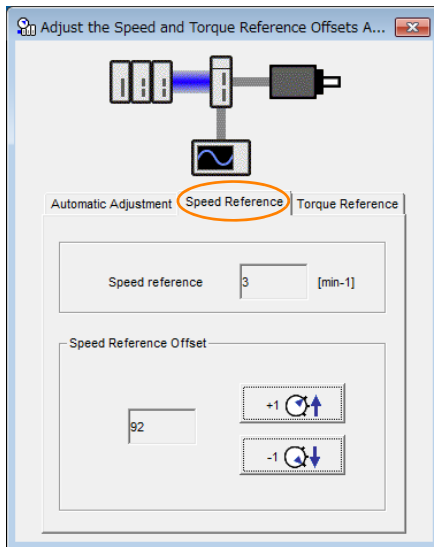 Adjust the Speed and Torque Reference Offsets A...
Automatic Adjustment Speed Reference Torque Reference
Speed reference 3 [min-1]
Speed Reference Offset
+1
92
-1